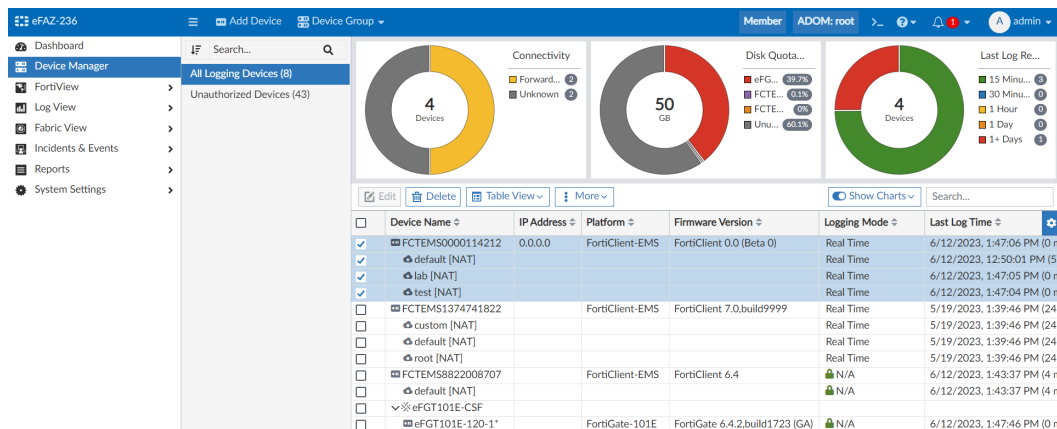 eFAZ-236 Add Device Device Group Member ADOM: root >_ 1 A admin
Dashboard
Device Manager
FortiView
Log View
Fabric View
Incidents & Events
Reports
System Settings
Search...
All Logging Devices (8)
Unauthorized Devices (43)
4
Devices
Connectivity
Forward... 2
Unknown 2
50
GB
Disk Quota...
eFG... 39.7%
FCTE... 0.1%
FCTE... 0%
Unu... 60.1%
4
Devices
Last Log Re...
15 Minu... 3
30 Minu... 0
1 Hour 0
1 Day 0
1+ Days 1
Edit Delete Table View More Show Charts Search...
Device Name IP Address Platform Firmware Version Logging Mode Last Log Time
FCTEMS0000114212 0.0.0.0 FortiClient-EMS FortiClient 0.0 (Beta 0) Real Time 6/12/2023, 1:47:06 PM (0 m
default [NAT] Real Time 6/12/2023, 12:50:01 PM (5
lab [NAT] Real Time 6/12/2023, 1:47:05 PM (0 m
test [NAT] Real Time 6/12/2023, 1:47:04 PM (0 m
FCTEMS1374741822 FortiClient-EMS FortiClient 7.0,build9999 Real Time 5/19/2023, 1:39:46 PM (24
custom [NAT] Real Time 5/19/2023, 1:39:46 PM (24
default [NAT] Real Time 5/19/2023, 1:39:46 PM (24
root [NAT] Real Time 5/19/2023, 1:39:46 PM (24
FCTEMS8822008707 FortiClient-EMS FortiClient 6.4 N/A 6/12/2023, 1:43:37 PM (4 m
default [NAT] N/A 6/12/2023, 1:43:37 PM (4 m
eFGT101E-CSF
eFGT101E-120-1* FortiGate-101E FortiGate 6.4.2,build1723 (GA) N/A 6/12/2023, 1:47:46 PM (0 m